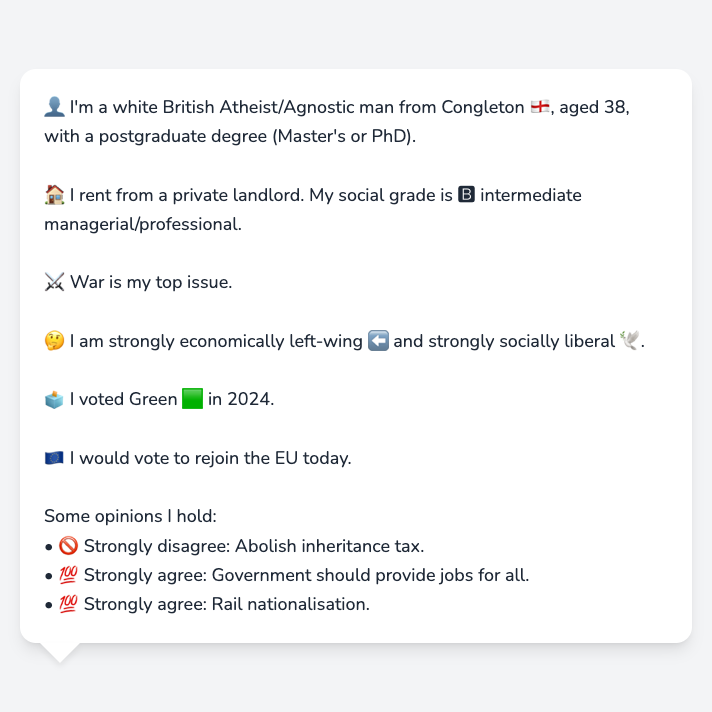 👤 I'm a white British Atheist/Agnostic man from Congleton 🏴󠁧󠁢󠁥󠁮󠁧󠁿, aged 38,
with a postgraduate degree (Master's or PhD).
🏠 I rent from a private landlord. My social grade is 🅱 intermediate
managerial/professional.
⚔️ War is my top issue.
🤔 I am strongly economically left-wing ⬅️ and strongly socially liberal 🕊️.
🗳️ I voted Green 🟩 in 2024.
🇪🇺 I would vote to rejoin the EU today.
Some opinions I hold:
• 🚫 Strongly disagree: Abolish inheritance tax.
• 💯 Strongly agree: Government should provide jobs for all.
• 💯 Strongly agree: Rail nationalisation.